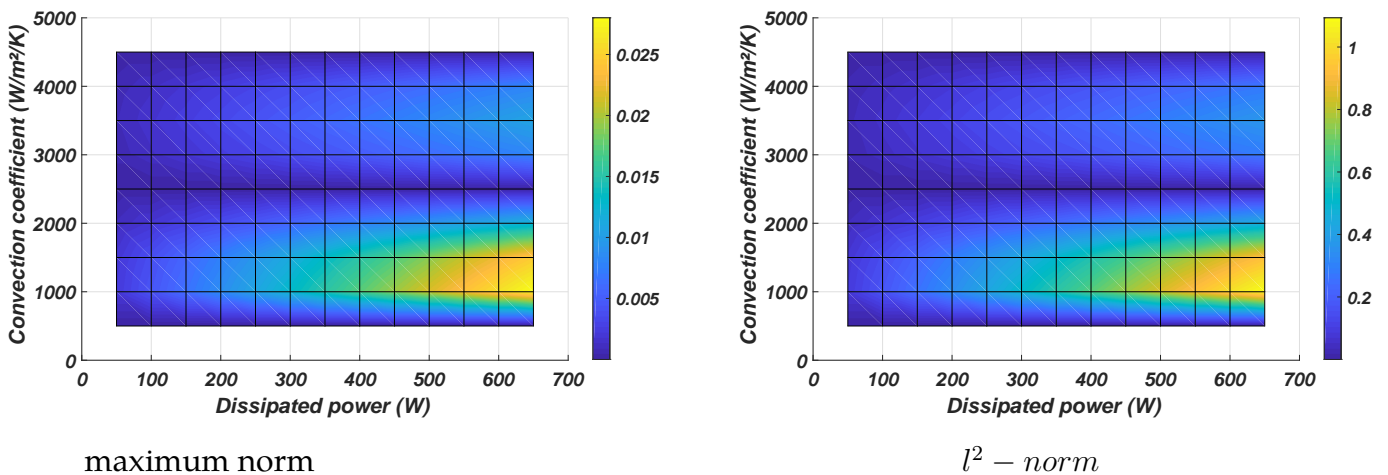 Convection coefficient (W/m²/K)
5000
4000
3000
2000
1000
0
0 100 200 300 400 500 600 700
Dissipated power (W)
0.025
0.02
0.015
0.01
0.005
maximum norm
Convection coefficient (W/m²/K)
5000
4000
3000
2000
1000
0
0 100 200 300 400 500 600 700
Dissipated power (W)
1
0.8
0.6
0.4
0.2
l² − norm